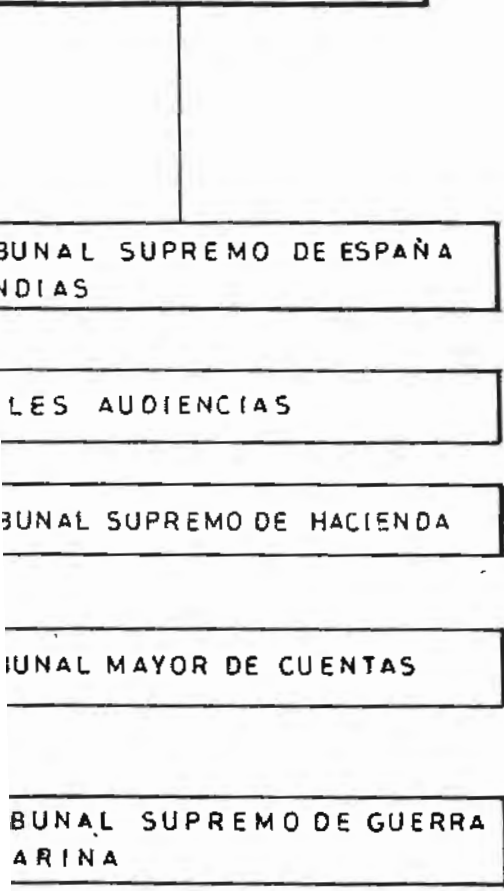 BUNAL SUPREMO DE ESPAÑA
NDIAS
LES AUDIENCIAS
BUNAL SUPREMO DE HACIENDA
BUNAL MAYOR DE CUENTAS
BUNAL SUPREMO DE GUERRA
ARINA